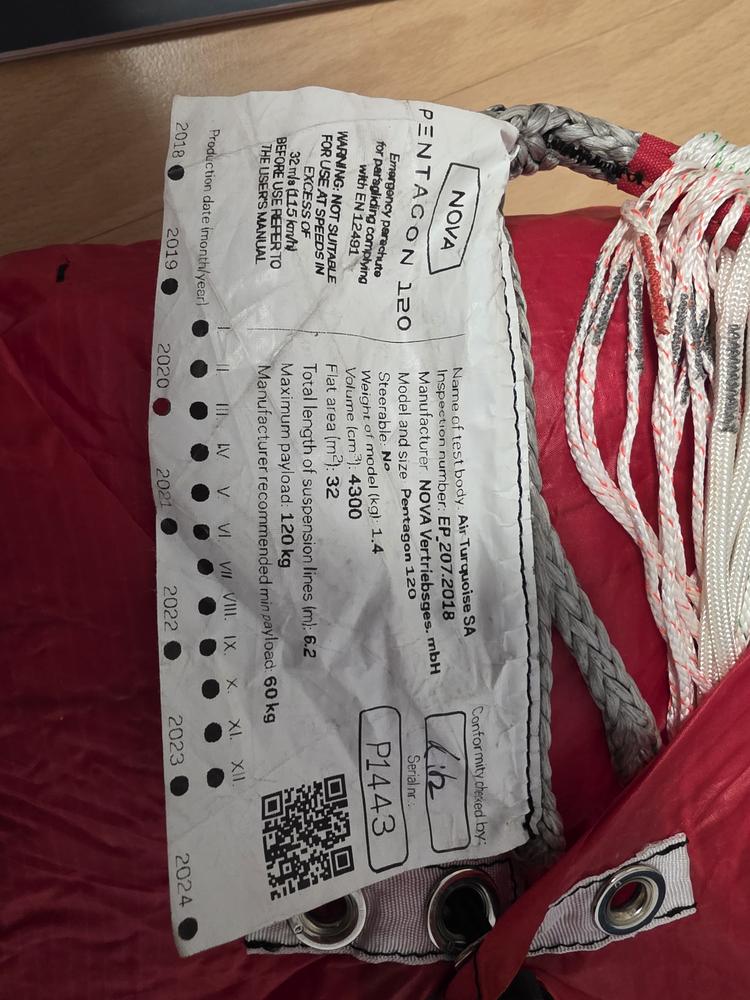 NOVA
PENTAGON 120
Emergency parachute
for paragliding complying
with EN 12491
WARNING: NOT SUITABLE
FOR USE AT SPEEDS IN
EXCESS OF
32 m/s (115 km/h)
BEFORE USE REFER TO
THE USER'S MANUAL
Name of test body: Air Turquoise SA
Inspection number: EP_207.2018
Manufacturer NOVA Vertriebsges. mbH
Model and size Pentagon 120
Steerable: No
Weight of model (kg): 1.4
Volume (cm³): 4300
Flat area (m²): 32
Total length of suspension lines (m): 6.2
Maximum payload: 120 kg
Manufacturer recommended min payload: 60 kg
Conformity checked by:
Serial nr.:
P1443
Production date (month/year)
I II III IV V VI VII VIII. IX. X. XI. XII.
2018 2019 2020 2021 2022 2023 2024